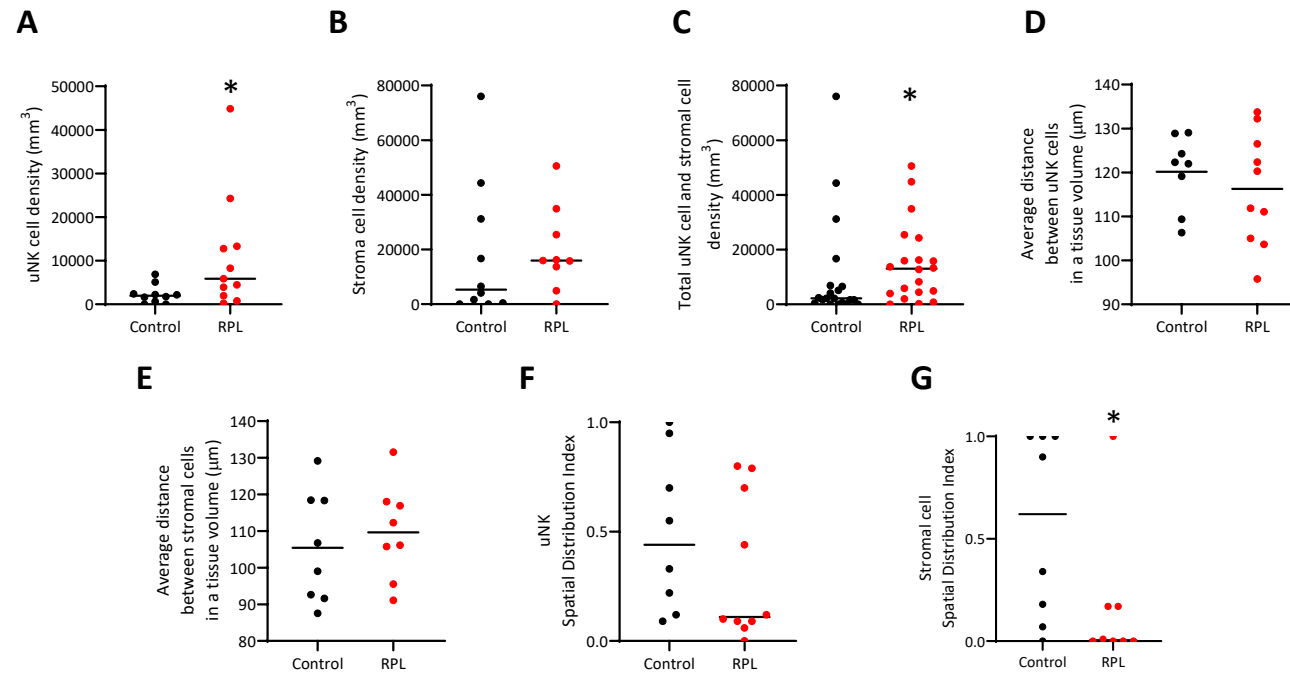 A
uNK cell density (mm³)
50000
40000
30000
20000
10000
0
*
Control
RPL
B
Stroma cell density (mm³)
80000
60000
40000
20000
0
Control
RPL
C
Total uNK cell and stromal cell
density (mm³)
80000
60000
40000
20000
0
*
Control
RPL
D
Average distance
between uNK cells
in a tissue volume (μm)
140
130
120
110
100
90
Control
RPL
E
Average distance
between stromal cells
in a tissue volume (μm)
140
130
120
110
100
90
80
Control
RPL
F
uNK
Spatial Distribution Index
1.0
0.5
0.0
Control
RPL
G
Stromal cell
Spatial Distribution Index
1.0
0.5
0.0
*
Control
RPL